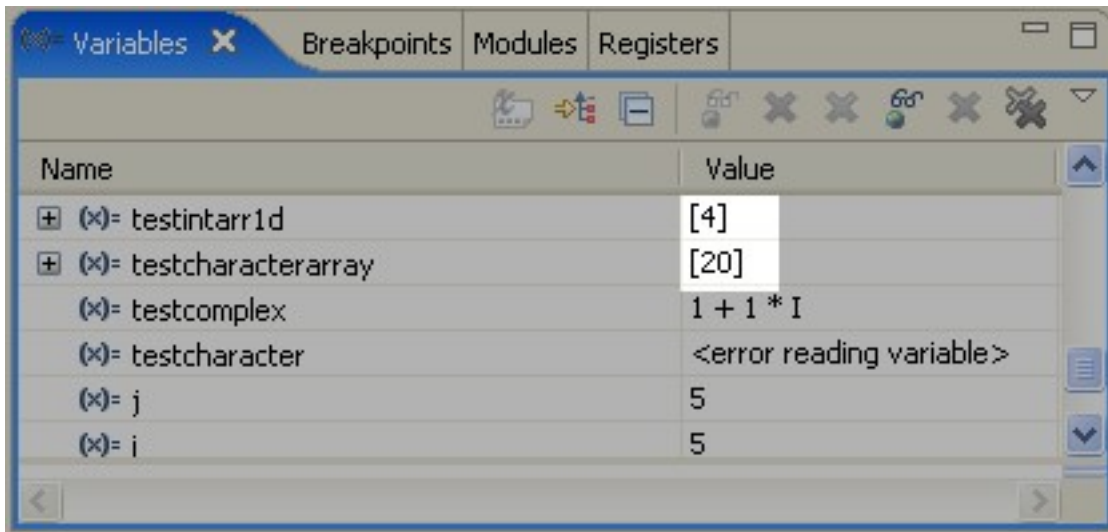 (x)= Variables Breakpoints Modules Registers
Name Value
(x)= testintarr1d [4]
(x)= testcharacterarray [20]
(x)= testcomplex 1 + 1 * I
(x)= testcharacter <error reading variable>
(x)= j 5
(x)= i 5